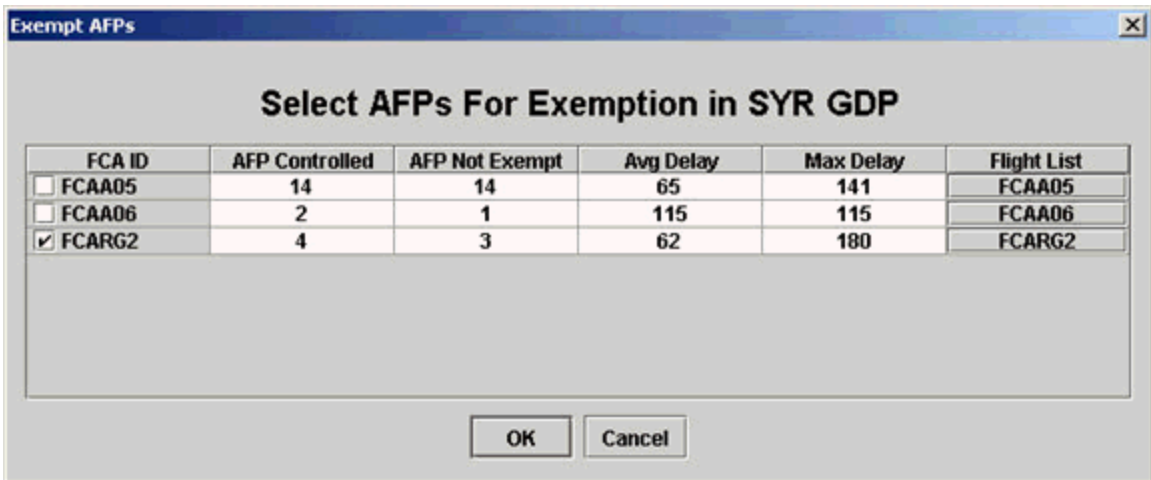 Exempt AFPs
Select AFPs For Exemption in SYR GDP
FCA ID AFP Controlled AFP Not Exempt Avg Delay Max Delay Flight List
FCAA05 14 14 65 141 FCAA05
FCAA06 2 1 115 115 FCAA06
FCARG2 4 3 62 180 FCARG2
OK Cancel